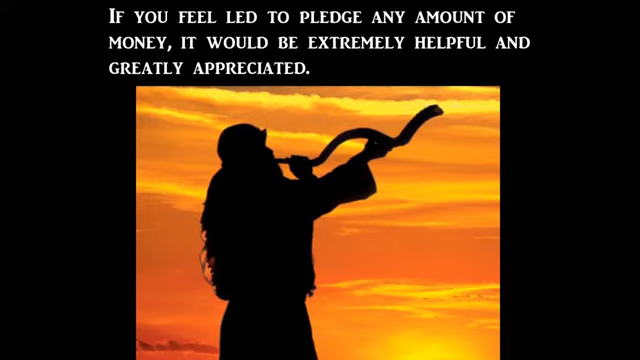 If you feel led to pledge any amount of
money, it would be extremely helpful and
greatly appreciated.